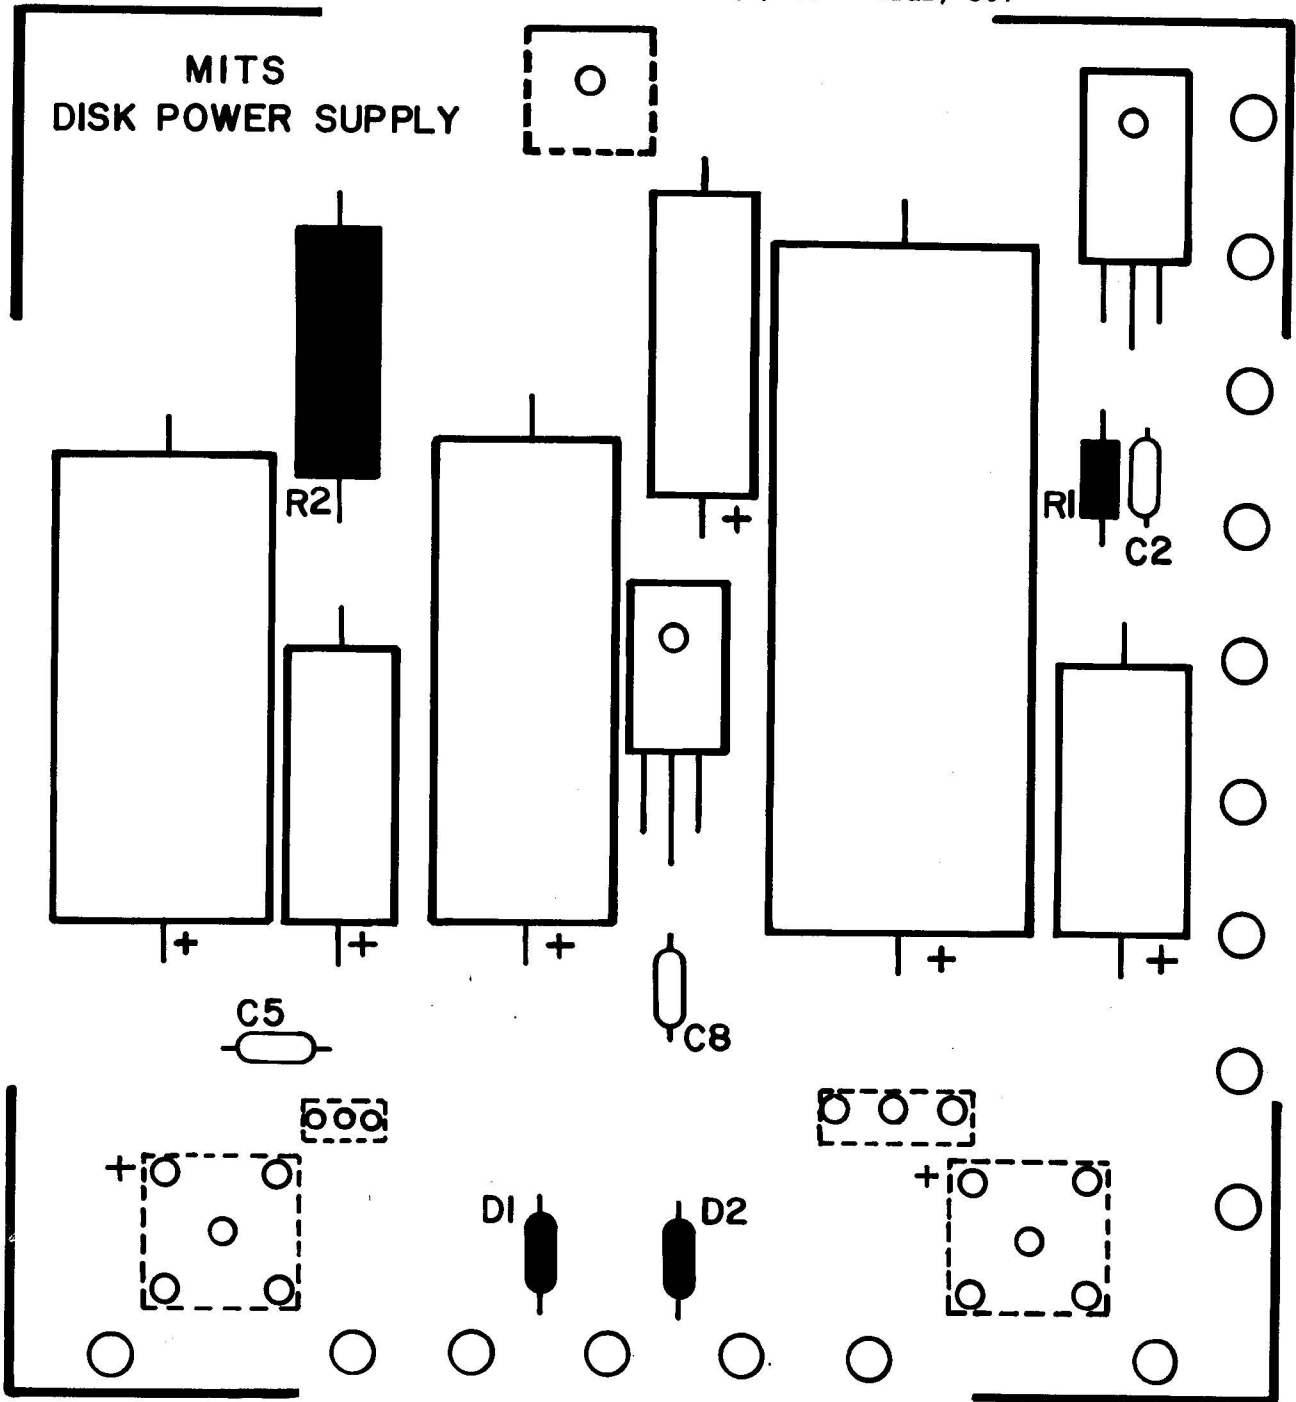 MITS
DISK POWER SUPPLY
R2
+
R1
C2
+
+
+
+
+
C5
C8
+
+
D1
D2